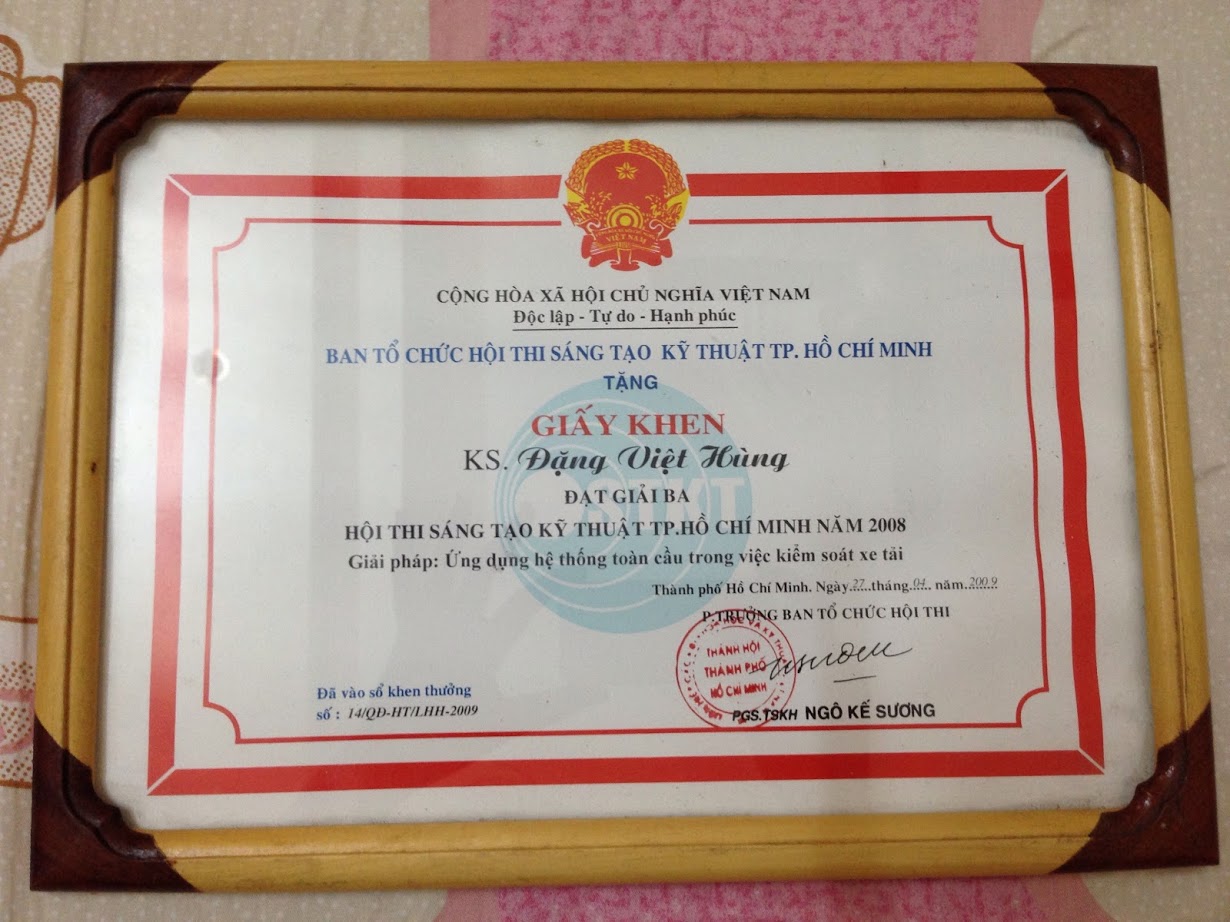 VIỆT NAM
CỘNG HÒA XÃ HỘI CHỦ NGHĨA VIỆT NAM
Độc lập - Tự do - Hạnh phúc
BAN TỔ CHỨC HỘI THI SÁNG TẠO KỸ THUẬT TP. HỒ CHÍ MINH
TẶNG
GIẤY KHEN
KS. Đặng Việt Hùng
ĐẠT GIẢI BA
HỘI THI SÁNG TẠO KỸ THUẬT TP.HỒ CHÍ MINH NĂM 2008
Giải pháp: Ứng dụng hệ thống toàn cầu trong việc kiểm soát xe tải
Thành phố Hồ Chí Minh. Ngày 27 tháng 04 năm 2009
P.TRƯỞNG BAN TỔ CHỨC HỘI THI
THÀNH HỘI
THÀNH PHỐ
HỒ CHÍ MINH
Đã vào sổ khen thưởng
số : 14/QĐ-HT/LHH-2009
PGS.TSKH NGÔ KẾ SƯƠNG